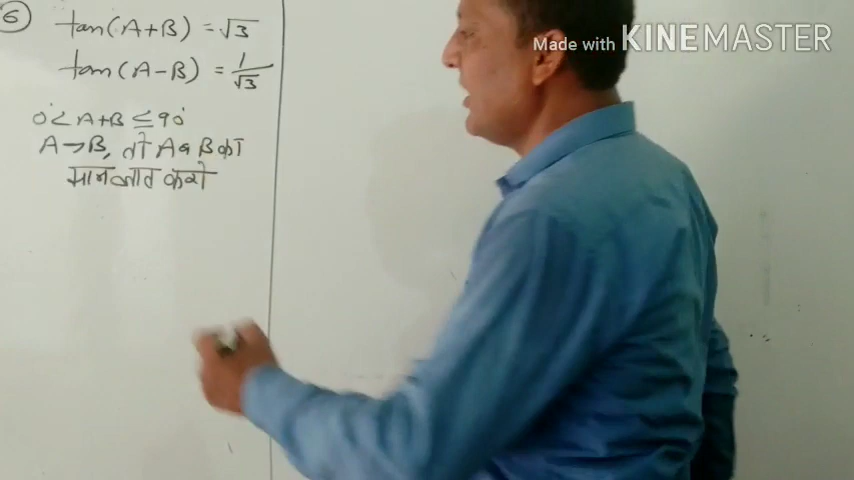 6 tan(A+B) = √3
tan(A-B) = 1/√3
0° < A+B ≤ 90°
A → B, तो A व B का
मान ज्ञात करो
Made with KINEMASTER